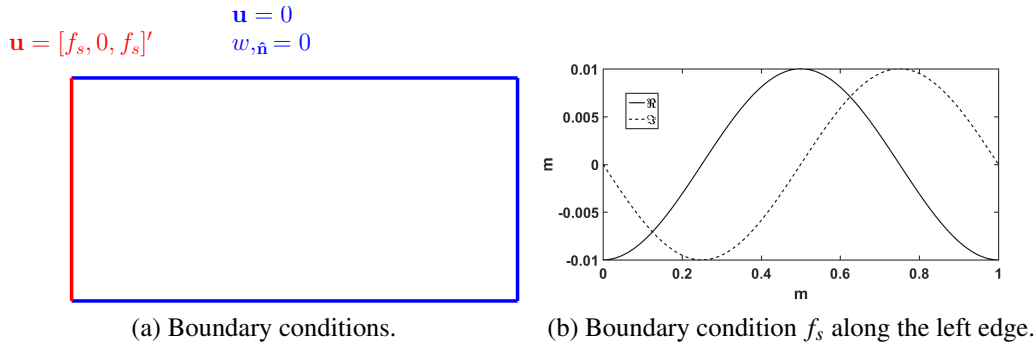 u = 0
u = [f_s, 0, f_s]′ w,_n̂ = 0
0.01
0.005
0
-0.005
-0.01
m
ℜ
ℑ
0 0.2 0.4 0.6 0.8 1
m
(a) Boundary conditions. (b) Boundary condition f_s along the left edge.